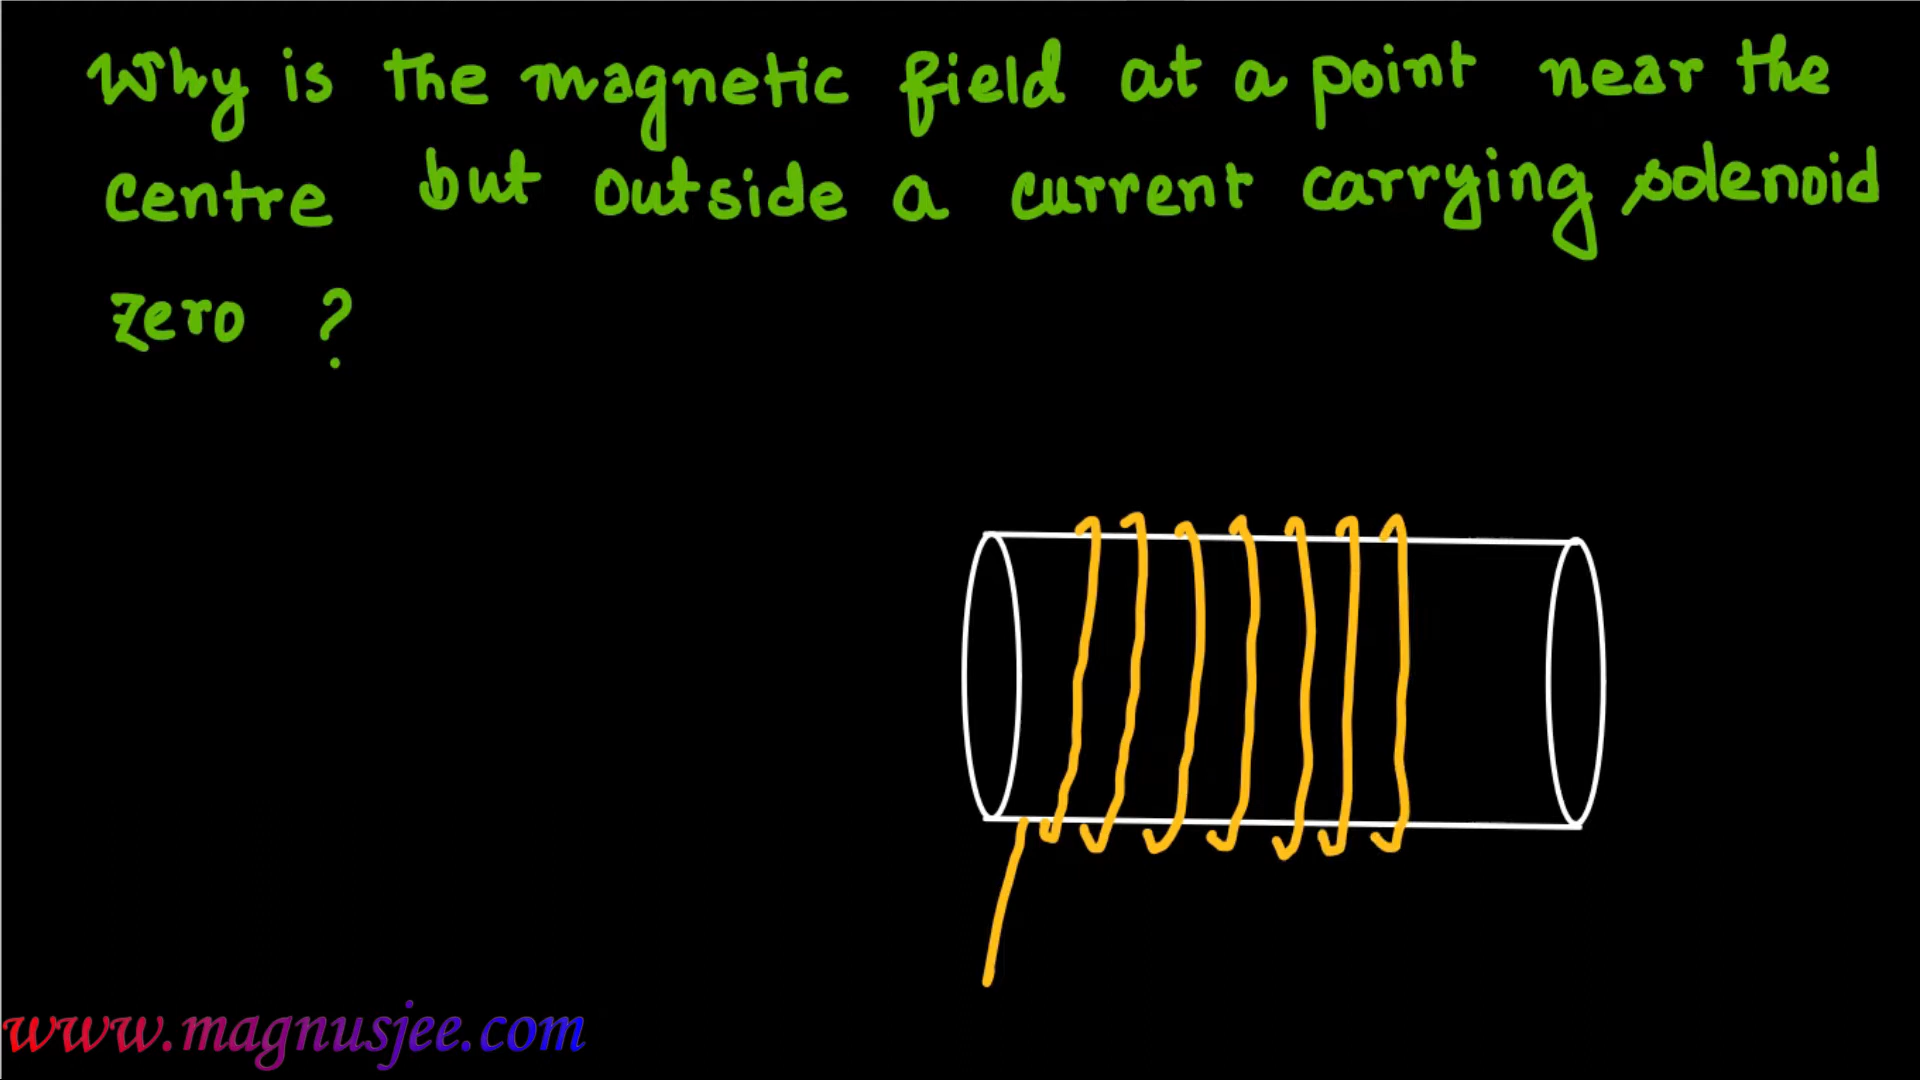 Why is the magnetic field at a point near the
centre but outside a current carrying solenoid
zero ?
www.magnusjee.com